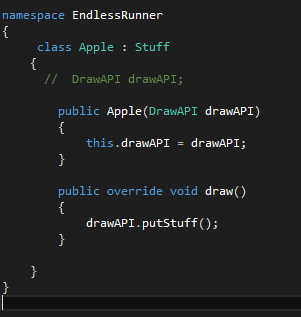 namespace EndlessRunner
{
class Apple : Stuff
{
// DrawAPI drawAPI;
public Apple(DrawAPI drawAPI)
{
this.drawAPI = drawAPI;
}
public override void draw()
{
drawAPI.putStuff();
}
}
}